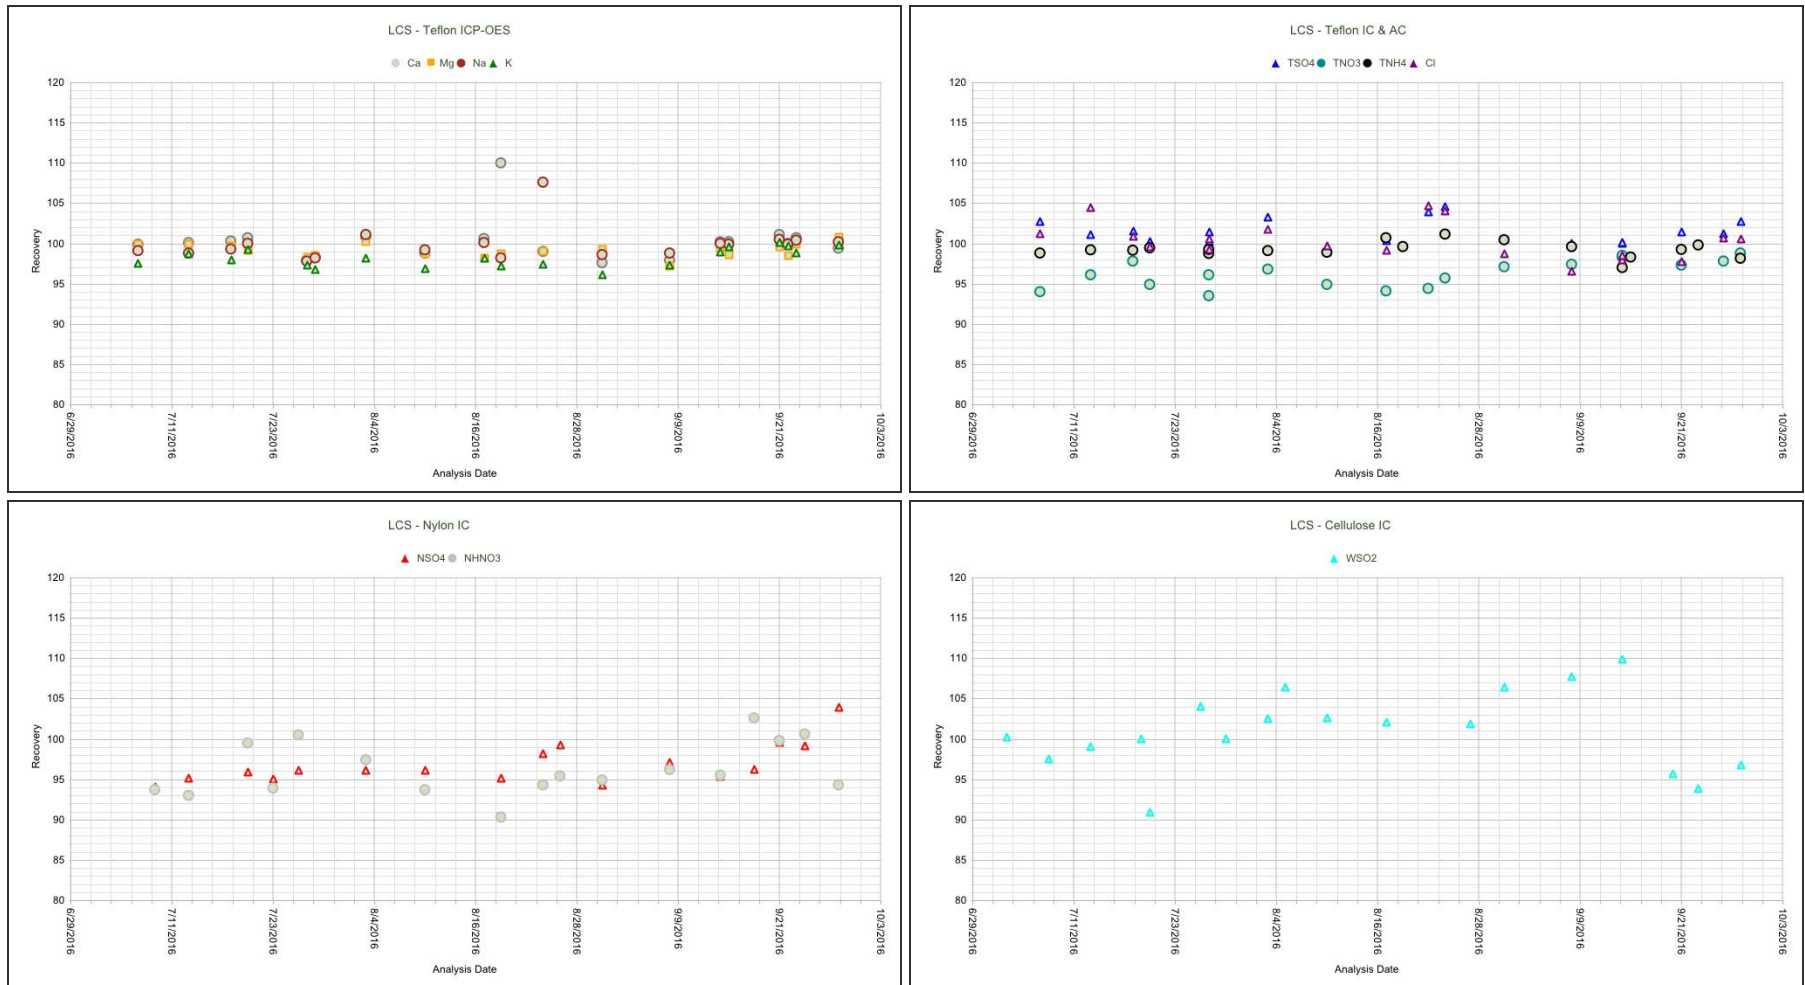 LCS - Teflon ICP-OES
Ca Mg Na K
120
115
110
105
100
95
90
85
80
Recovery
6/29/2016 7/11/2016 7/23/2016 8/4/2016 8/16/2016 8/28/2016 9/9/2016 9/21/2016 10/3/2016
Analysis Date
LCS - Teflon IC & AC
TSO4 TNO3 TNH4 Cl
120
115
110
105
100
95
90
85
80
Recovery
6/29/2016 7/11/2016 7/23/2016 8/4/2016 8/16/2016 8/28/2016 9/9/2016 9/21/2016 10/3/2016
Analysis Date
LCS - Nylon IC
NSO4 NHNO3
120
115
110
105
100
95
90
85
80
Recovery
6/29/2016 7/11/2016 7/23/2016 8/4/2016 8/16/2016 8/28/2016 9/9/2016 9/21/2016 10/3/2016
Analysis Date
LCS - Cellulose IC
WSO2
120
115
110
105
100
95
90
85
80
Recovery
6/29/2016 7/11/2016 7/23/2016 8/4/2016 8/16/2016 8/28/2016 9/9/2016 9/21/2016 10/3/2016
Analysis Date